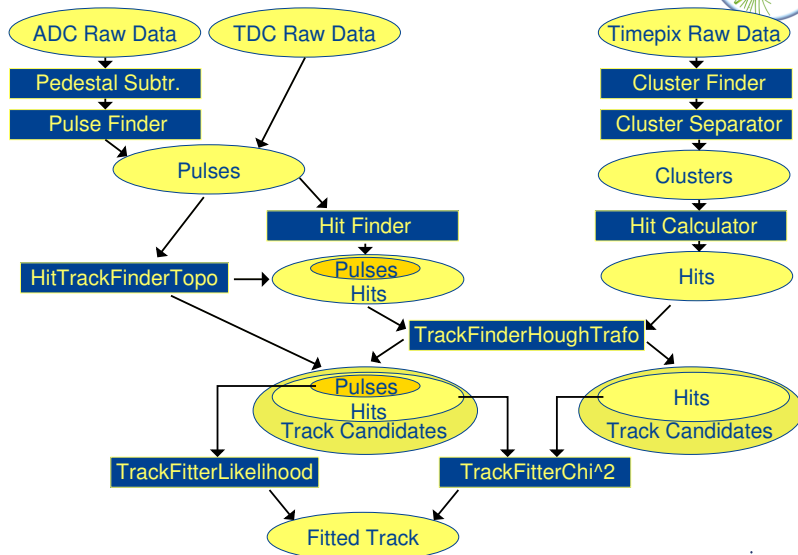 ADC Raw Data
TDC Raw Data
Timepix Raw Data
Pedestal Subtr.
Cluster Finder
Pulse Finder
Cluster Separator
Pulses
Clusters
Hit Finder
Hit Calculator
HitTrackFinderTopo
Pulses
Hits
Hits
TrackFinderHoughTrafo
Pulses
Hits
Track Candidates
Hits
Track Candidates
TrackFitterLikelihood
TrackFitterChi^2
Fitted Track